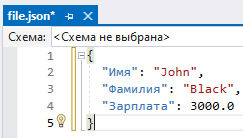 file.json*
Схема: <Схема не выбрана>
1 {
2 "Имя": "John",
3 "Фамилия": "Black",
4 "Зарплата": 3000.0
5 }